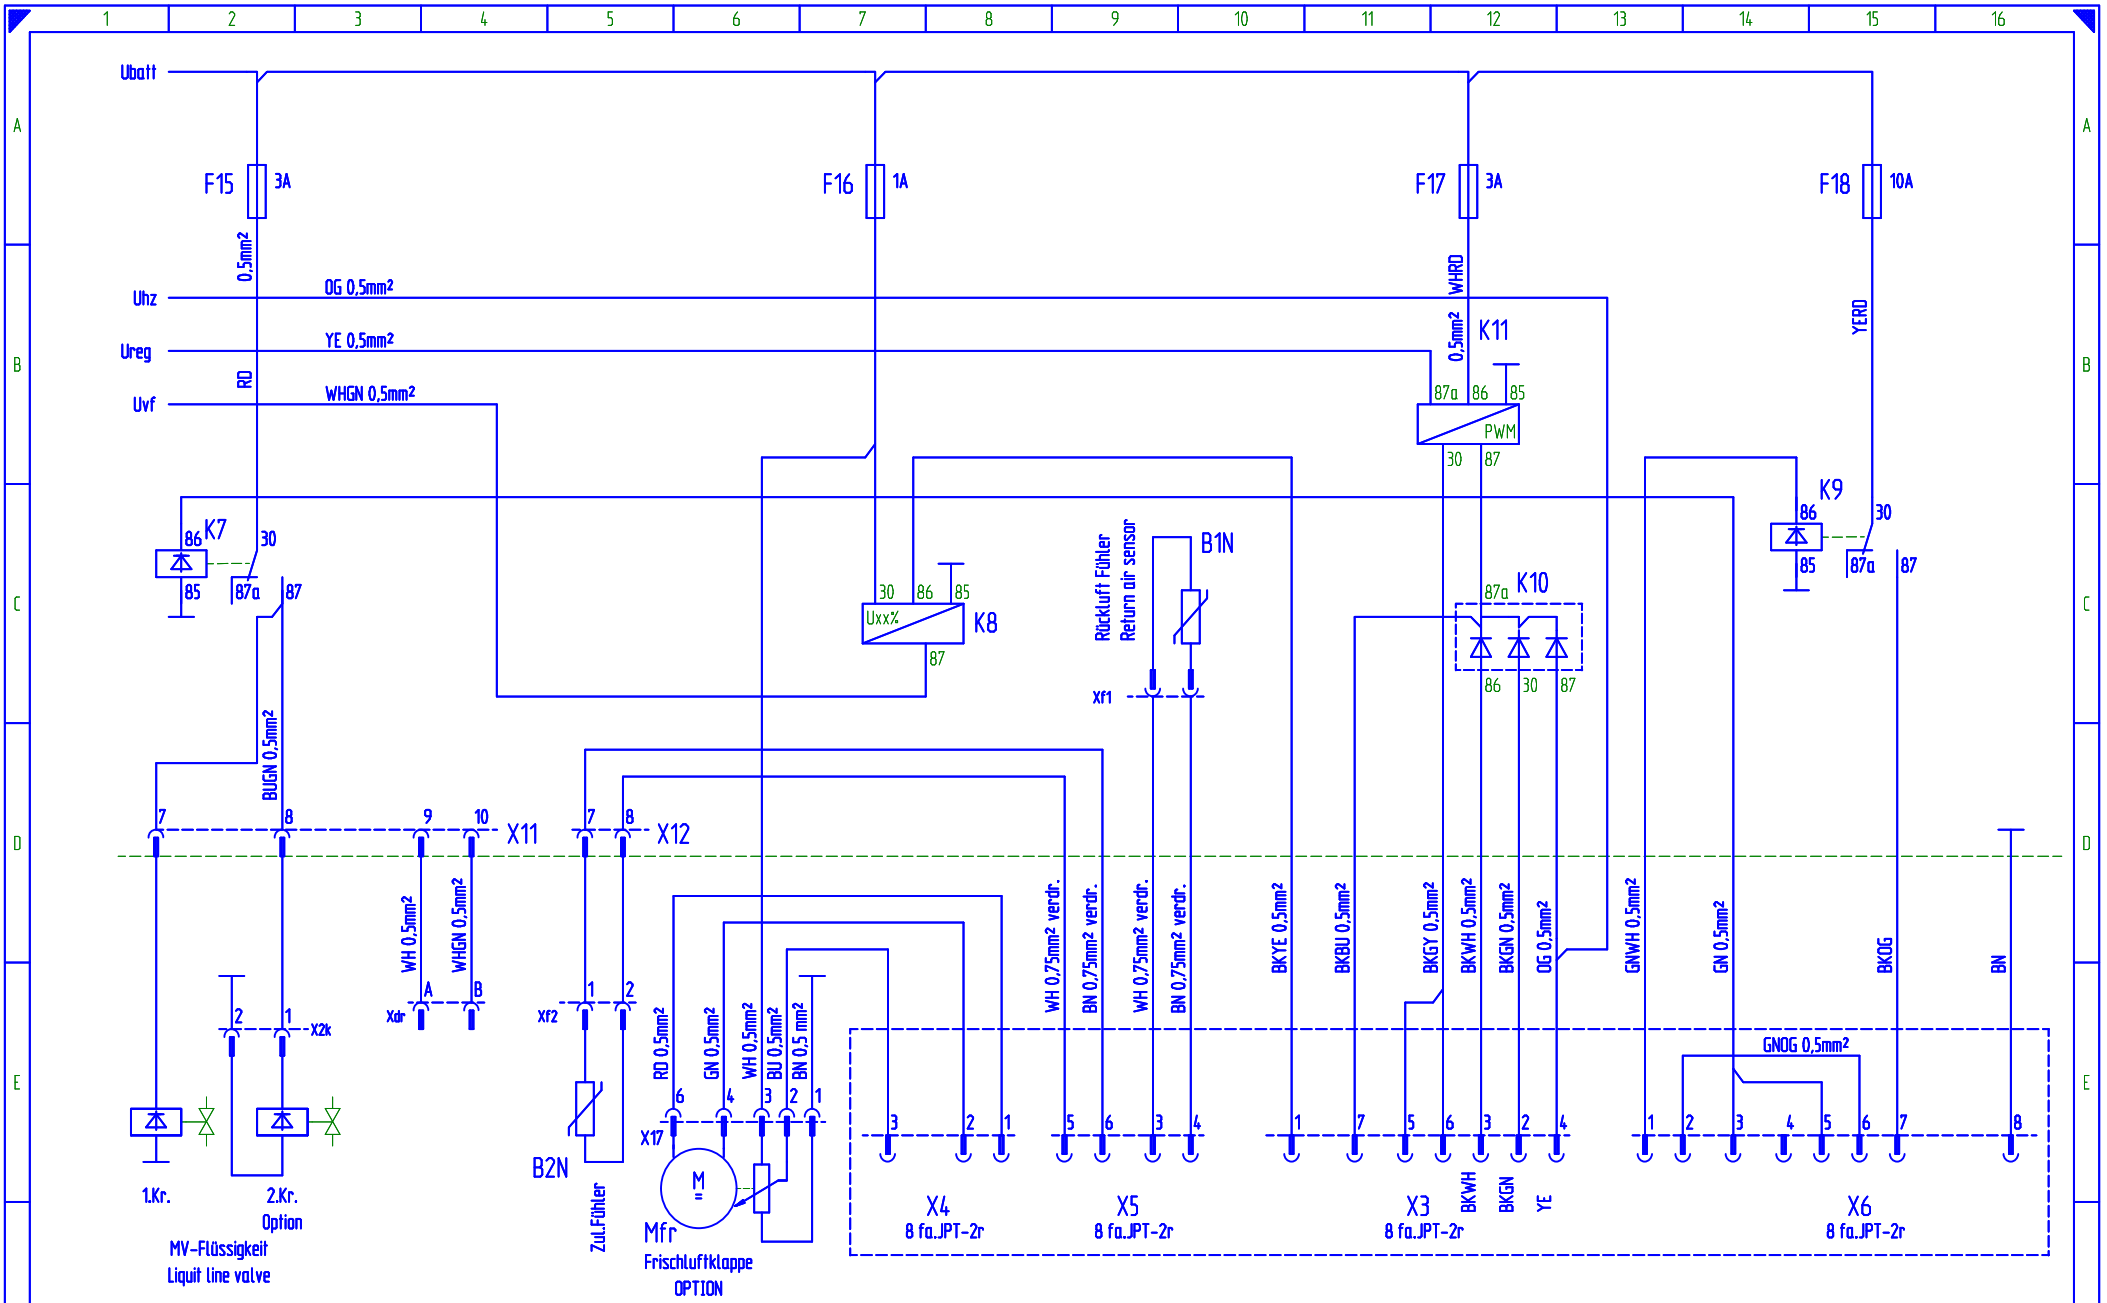 1 2 3 4 5 6 7 8 9 10 11 12 13 14 15 16
Ubatt
A A
F15 3A F16 1A F17 3A F18 10A
0,5mm²
WHRD
Uhz OG 0,5mm²
YERD
0,5mm² K11
Ureg YE 0,5mm²
B B
RD
87a 86 85
Uvf WHGN 0,5mm²
PWM
30 87
K9
86 30
K7
86 30
85 87a 87
85 87a 87
Rückluft Fühler
Return air sensor
B1N
K10
87a
30 86 85
Uxx% K8
C C
87
86 30 87
Xf1
BUGN 0,5mm²
7 8 9 10 X11
7 8 X12
D D
WH 0,5mm²
WHGN 0,5mm²
WH 0,75mm² verdr.
BN 0,75mm² verdr.
WH 0,75mm² verdr.
BN 0,75mm² verdr.
BKYE 0,5mm²
BKBU 0,5mm²
BKGY 0,5mm²
BKWH 0,5mm²
BKGN 0,5mm²
OG 0,5mm²
GNWH 0,5mm²
GN 0,5mm²
BKOG
BN
Xdr A B
Xf2 1 2
2 1 X2k
RD 0,5mm²
GN 0,5mm²
WH 0,5mm²
BU 0,5mm²
BN 0,5 mm²
GNOG 0,5mm²
E E
6 4 3 2 1
X17
3 2 1
5 6 3 4
1 7 5 6 3 2 4
1 2 3 4 5 6 7 8
B2N
Zul.Fühler
M
=
BKWH
BKGN
YE
1.Kr. 2.Kr.
Option
Mfr
X4 X5 X3 X6
8 fa.JPT-2r 8 fa.JPT-2r 8 fa.JPT-2r 8 fa.JPT-2r
MV-Flüssigkeit
Liquit line valve
Frischluftklappe
OPTION